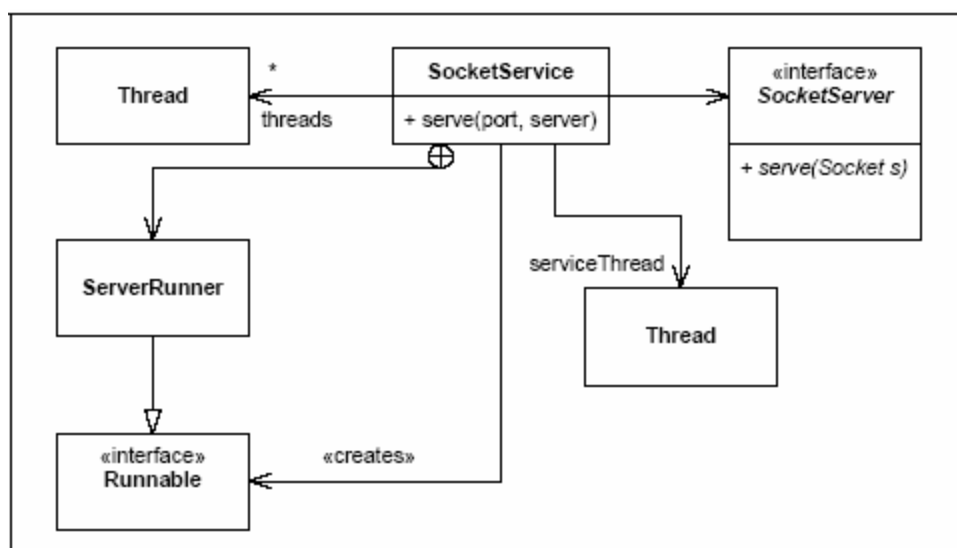 Thread
*
threads
SocketService
+ serve(port, server)
«interface»
SocketServer
+ serve(Socket s)
ServerRunner
serviceThread
Thread
«interface»
Runnable
«creates»